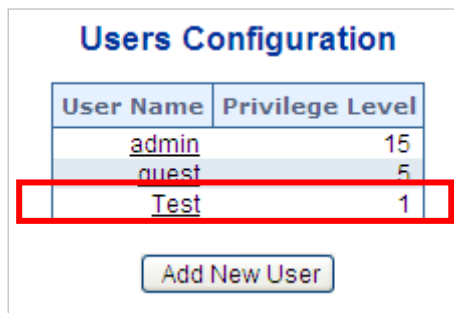 Users Configuration
User Name Privilege Level
admin 15
guest 5
Test 1
Add New User